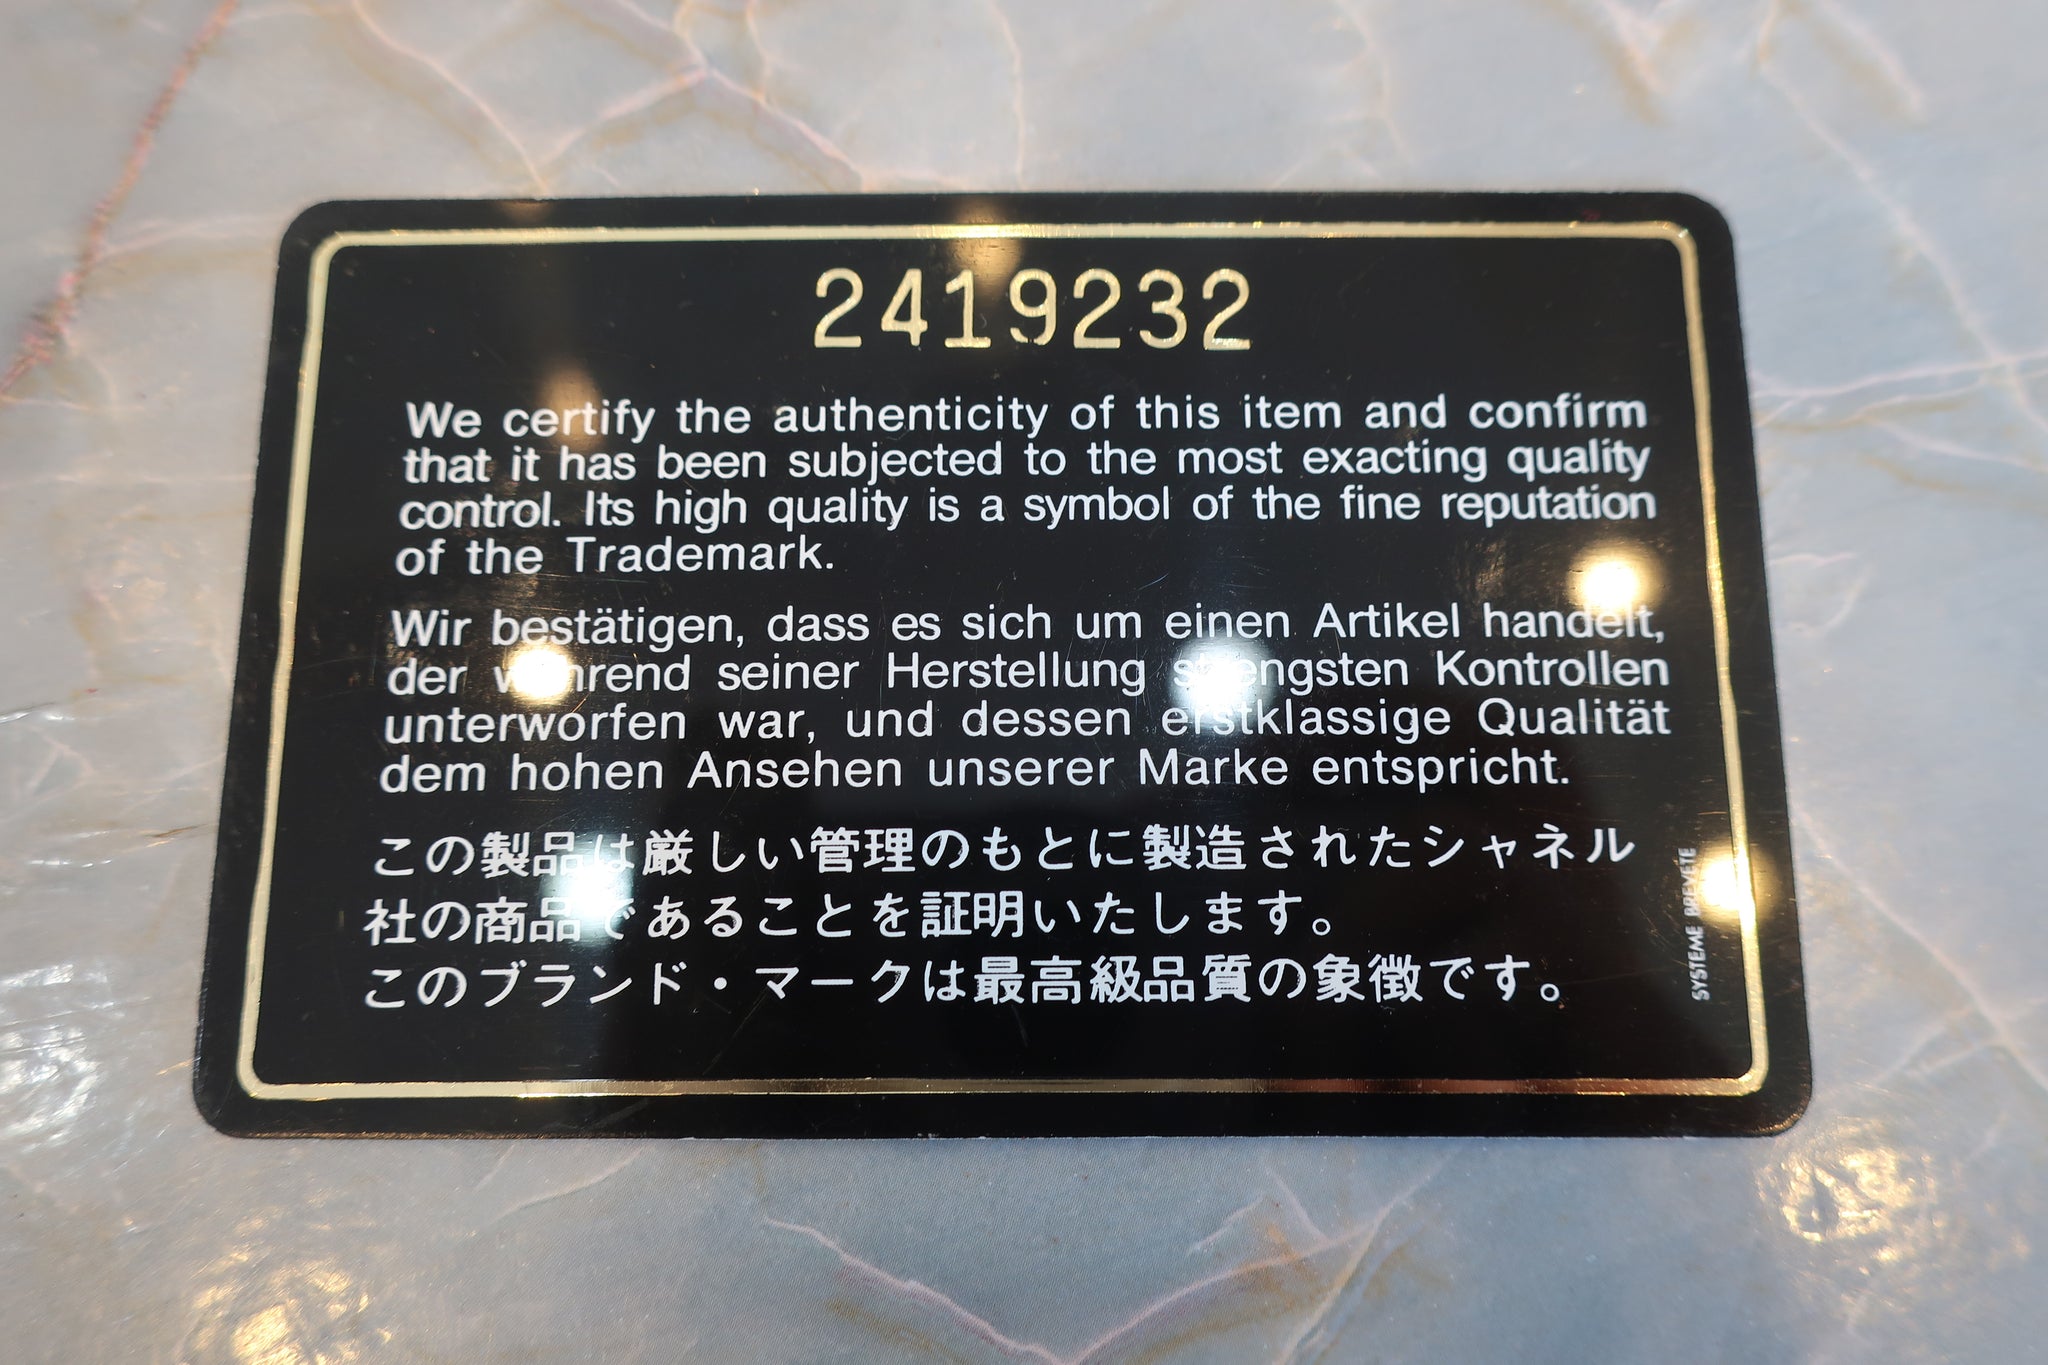 2419232
We certify the authenticity of this item and confirm
that it has been subjected to the most exacting quality
control. Its high quality is a symbol of the fine reputation
of the Trademark.
Wir bestätigen, dass es sich um einen Artikel handelt,
der während seiner Herstellung strengsten Kontrollen
unterworfen war, und dessen erstklassige Qualität
dem hohen Ansehen unserer Marke entspricht.
この製品は厳しい管理のもとに製造されたシャネル
社の商品であることを証明いたします。
このブランド・マークは最高級品質の象徴です。
SYSTEME BREVETE